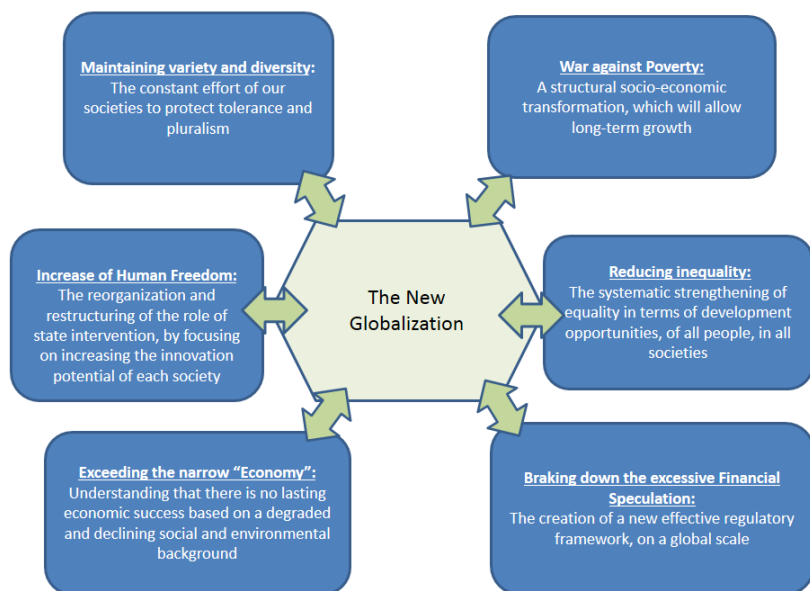 Maintaining variety and diversity:
The constant effort of our
societies to protect tolerance and
pluralism
War against Poverty:
A structural socio-economic
transformation, which will allow
long-term growth
Increase of Human Freedom:
The reorganization and
restructuring of the role of
state intervention, by focusing
on increasing the innovation
potential of each society
The New
Globalization
Reducing inequality:
The systematic strengthening of
equality in terms of development
opportunities, of all people, in all
societies
Exceeding the narrow “Economy”:
Understanding that there is no lasting
economic success based on a degraded
and declining social and environmental
background
Braking down the excessive Financial
Speculation:
The creation of a new effective regulatory
framework, on a global scale